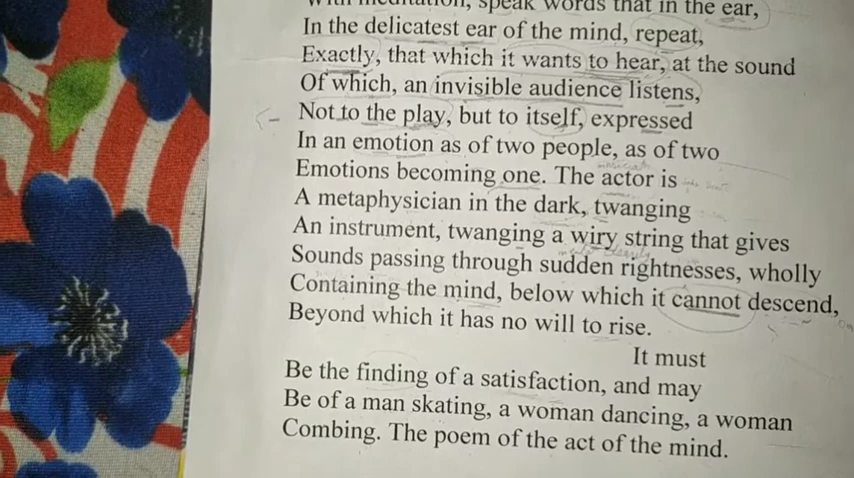 With meditation, speak words that in the ear,
In the delicatest ear of the mind, repeat,
Exactly, that which it wants to hear, at the sound
Of which, an invisible audience listens,
Not to the play, but to itself, expressed
In an emotion as of two people, as of two
Emotions becoming one. The actor is
A metaphysician in the dark, twanging
An instrument, twanging a wiry string that gives
Sounds passing through sudden rightnesses, wholly
Containing the mind, below which it cannot descend,
Beyond which it has no will to rise.
It must
Be the finding of a satisfaction, and may
Be of a man skating, a woman dancing, a woman
Combing. The poem of the act of the mind.